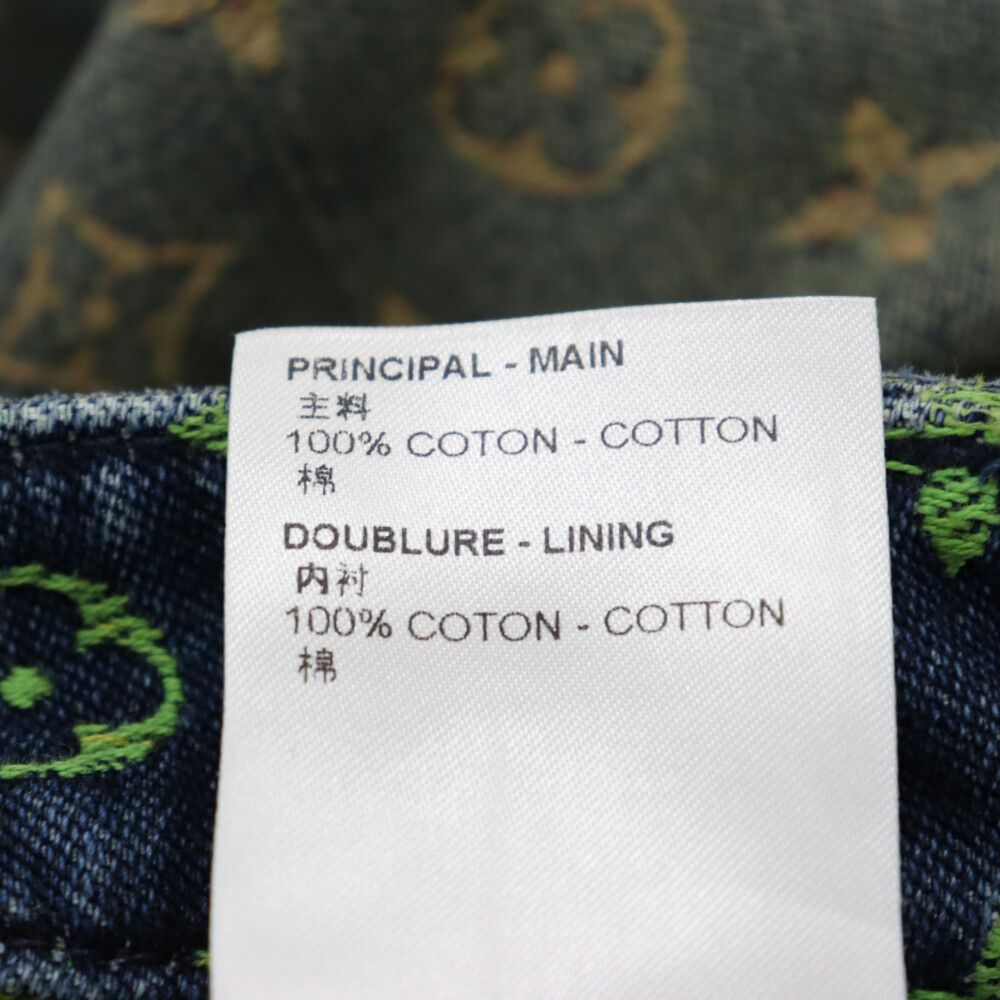 PRINCIPAL - MAIN
主料
100% COTON - COTTON
棉
DOUBLURE - LINING
内衬
100% COTON - COTTON
棉